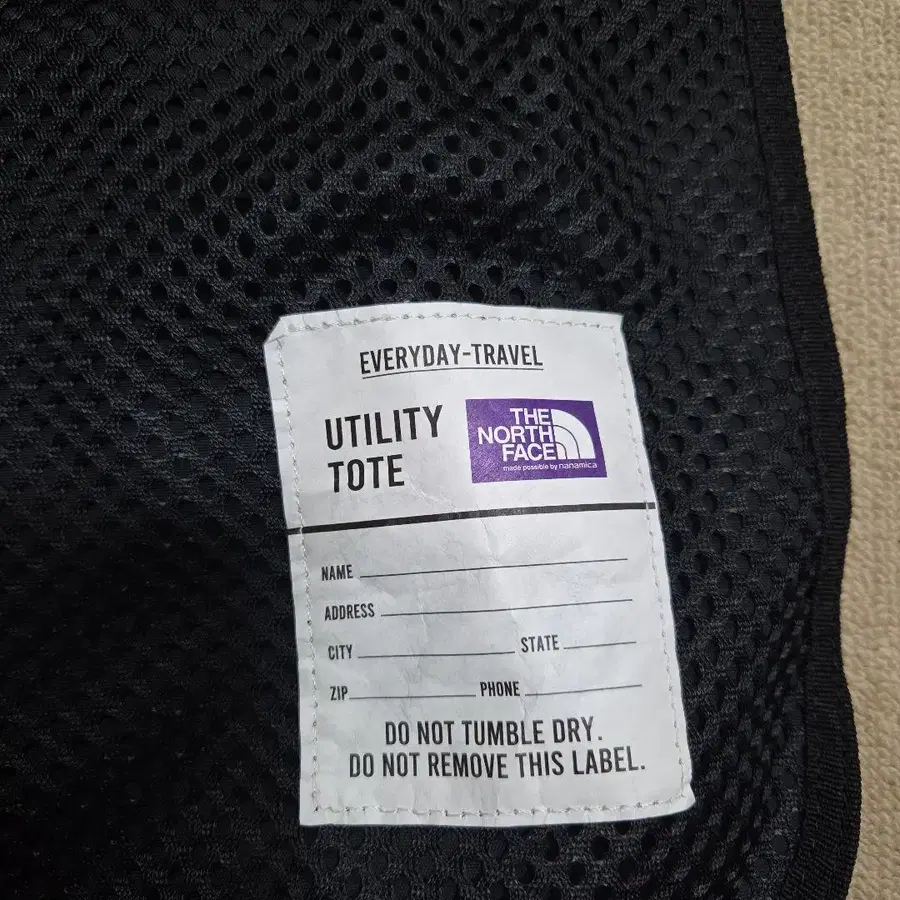 EVERYDAY-TRAVEL
UTILITY
TOTE
THE
NORTH
FACE
made possible by nanamica
NAME
ADDRESS
CITY STATE
ZIP PHONE
DO NOT TUMBLE DRY.
DO NOT REMOVE THIS LABEL.